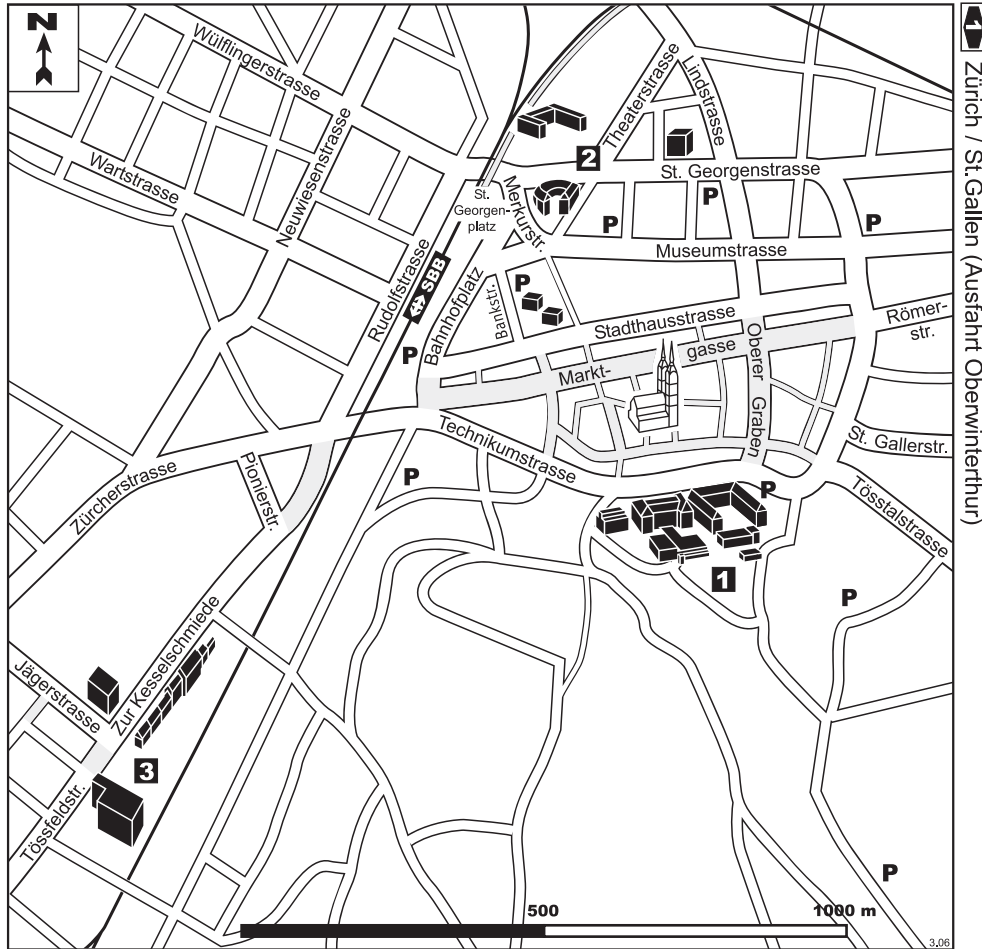 N
1
Zürich / St.Gallen (Ausfahrt Oberwinterthur)
Wülflingerstrasse
Theaterstrasse
Lindstrasse
Neuwiesenstrasse
Wartstrasse
2
St. Georgenstrasse
St.
Georgen-
platz
Merkurstr.
P
P
P
Museumstrasse
Rudolfstrasse
SBB
Bahnhofplatz
Bankstr.
P
Stadthausstrasse
Römer-
str.
P
Markt-
gasse
Oberer Graben
Technikumstrasse
St. Gallerstr.
Zürcherstrasse
Pionierstr.
P
P
Tösstalstrasse
1
P
Jägerstrasse
Zur Kesselschmiede
3
Tössfeldstr.
P
500
1000 m
3.06